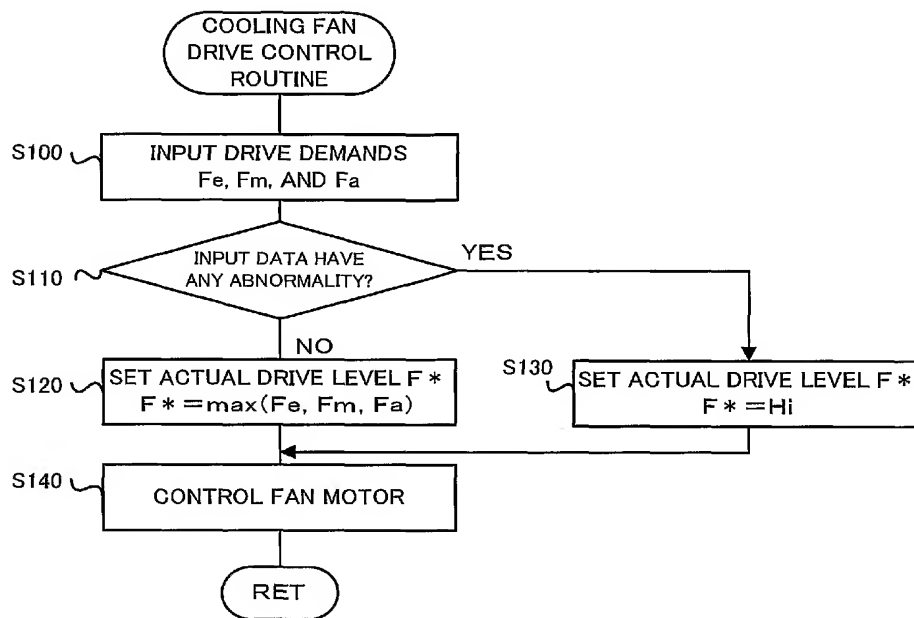 COOLING FAN
DRIVE CONTROL
ROUTINE
S100
INPUT DRIVE DEMANDS
Fe, Fm, AND Fa
S110
INPUT DATA HAVE
ANY ABNORMALITY?
YES
NO
S120
SET ACTUAL DRIVE LEVEL F*
F*=max(Fe, Fm, Fa)
S130
SET ACTUAL DRIVE LEVEL F*
F*=Hi
S140
CONTROL FAN MOTOR
RET